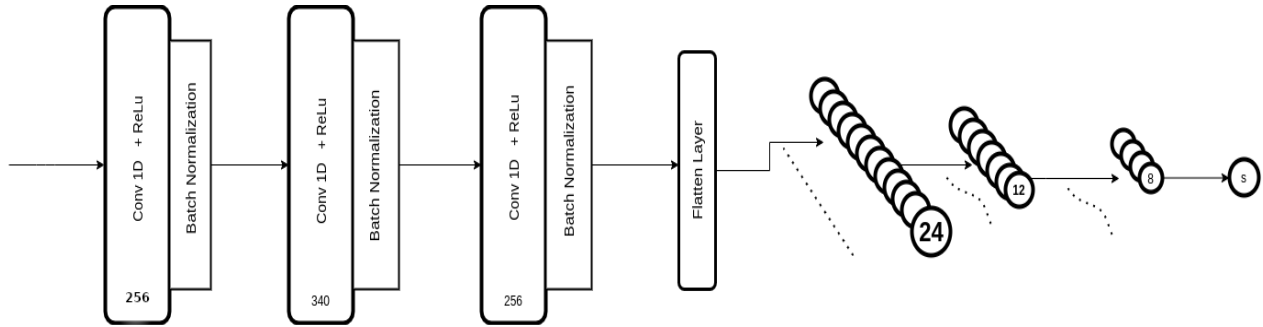 Conv 1D + ReLu
256
Batch Normalization
Conv 1D + ReLu
340
Batch Normalization
Conv 1D + ReLu
256
Batch Normalization
Flatten Layer
24
12
8
s